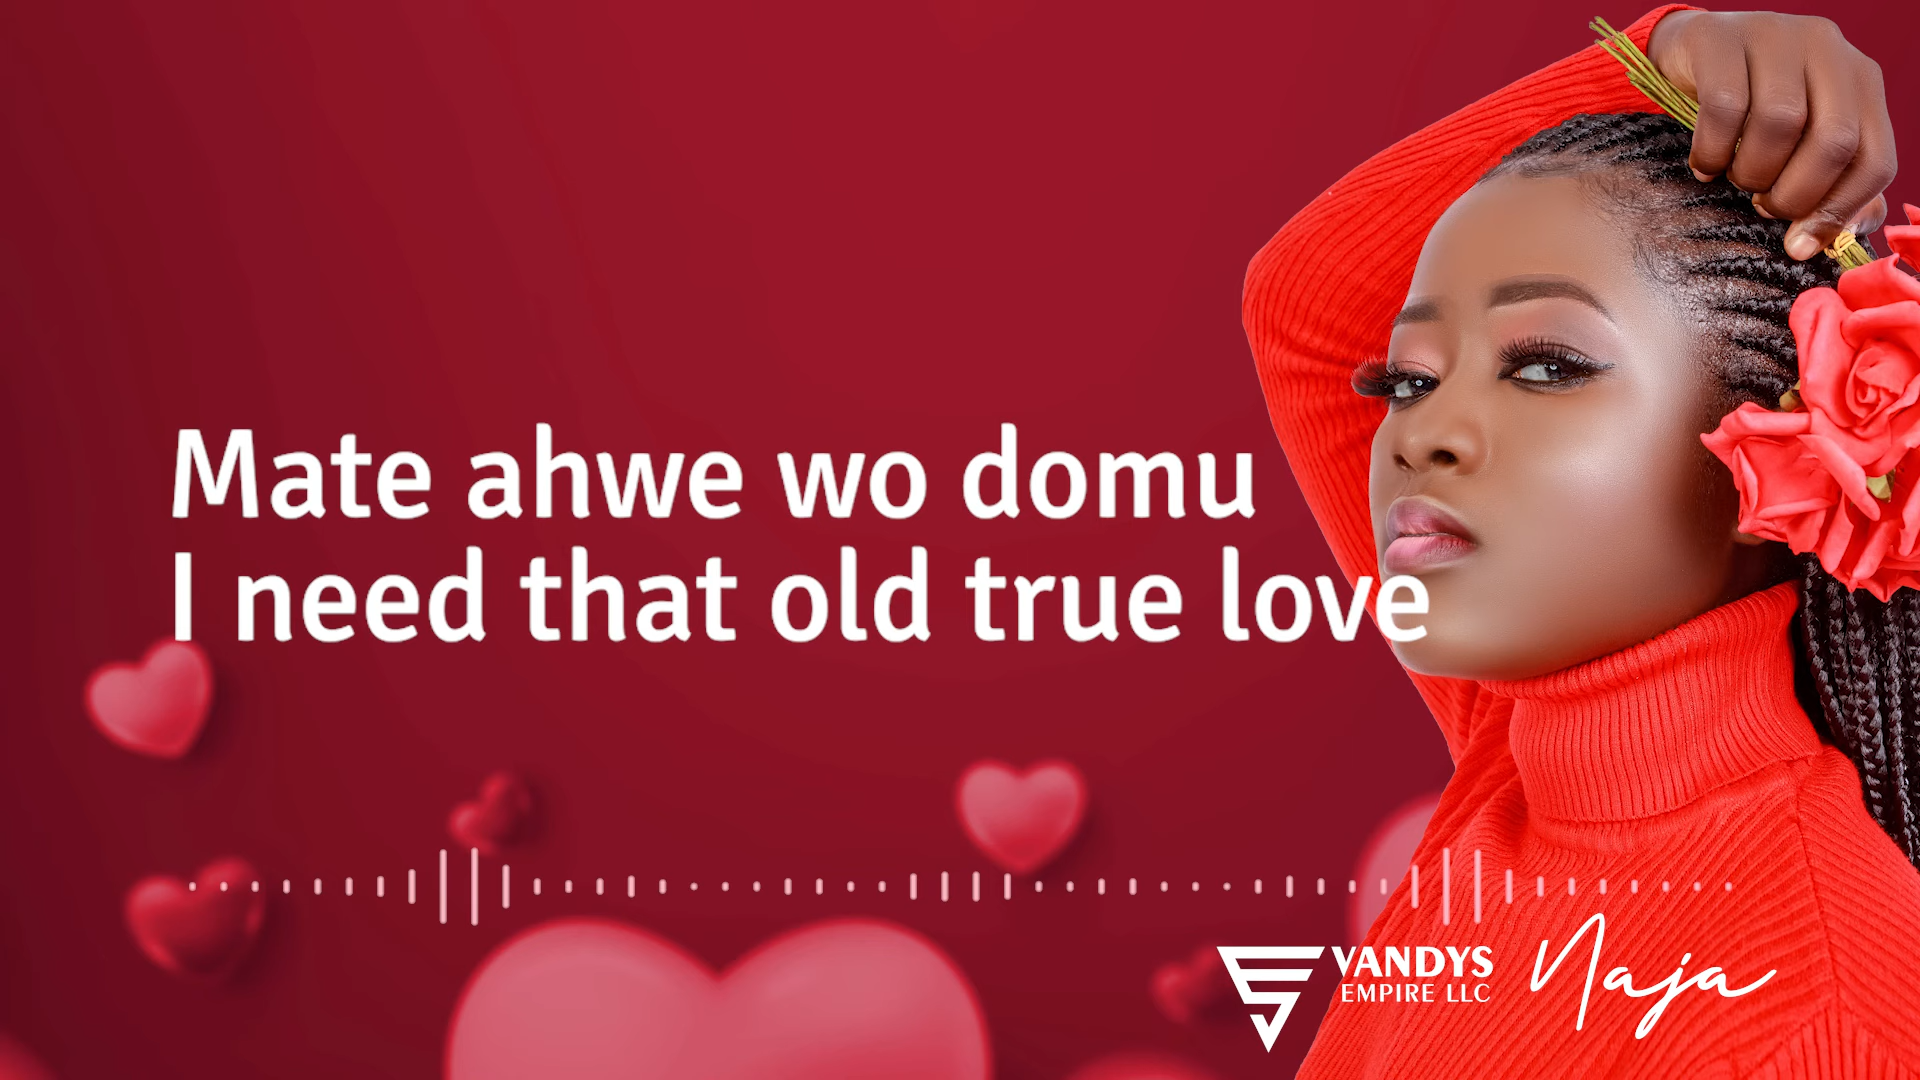 Mate ahwe wo domu
I need that old true love
VANDYS
EMPIRE LLC
Naja